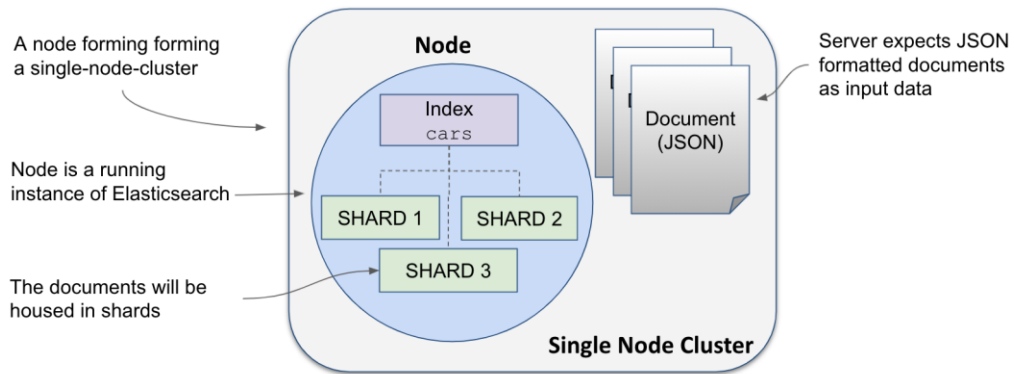 A node forming forming
a single-node-cluster
Node is a running
instance of Elasticsearch
The documents will be
housed in shards
Node
Index
cars
SHARD 1
SHARD 2
SHARD 3
D
D
Document
(JSON)
Single Node Cluster
Server expects JSON
formatted documents
as input data